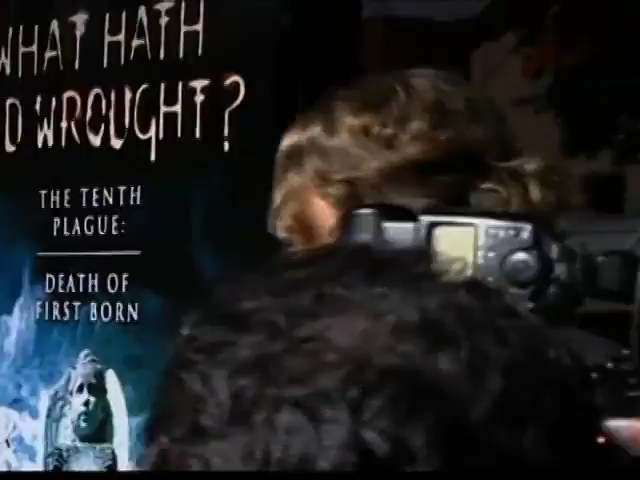 WHAT HATH
D WROUGHT?
THE TENTH
PLAGUE:
DEATH OF
FIRST BORN